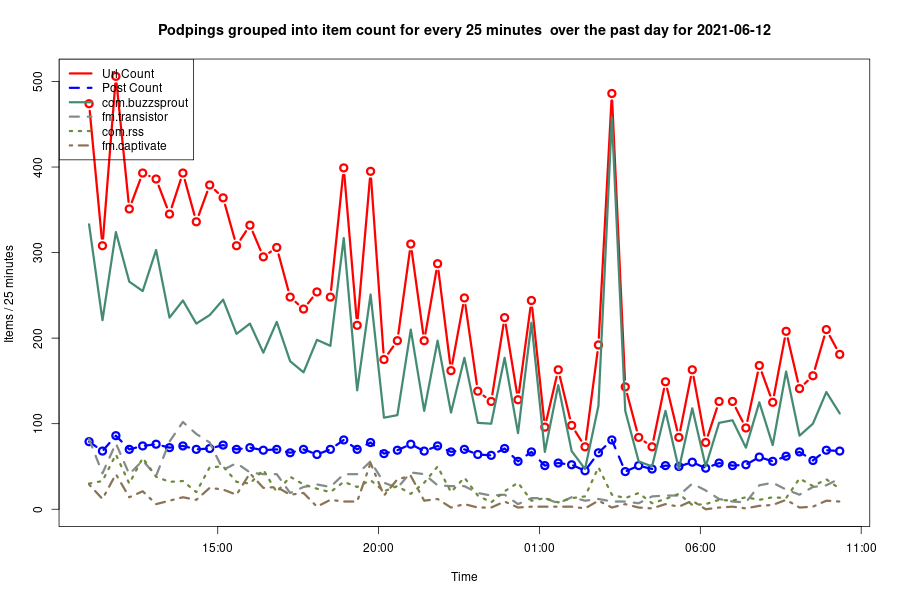 Podpings grouped into item count for every 25 minutes  over the past day for 2021-06-12
Url Count
Post Count
com.buzzsprout
fm.transistor
com.rss
fm.captivate
Items / 25 minutes
500
400
300
200
100
0
15:00
20:00
01:00
06:00
11:00
Time